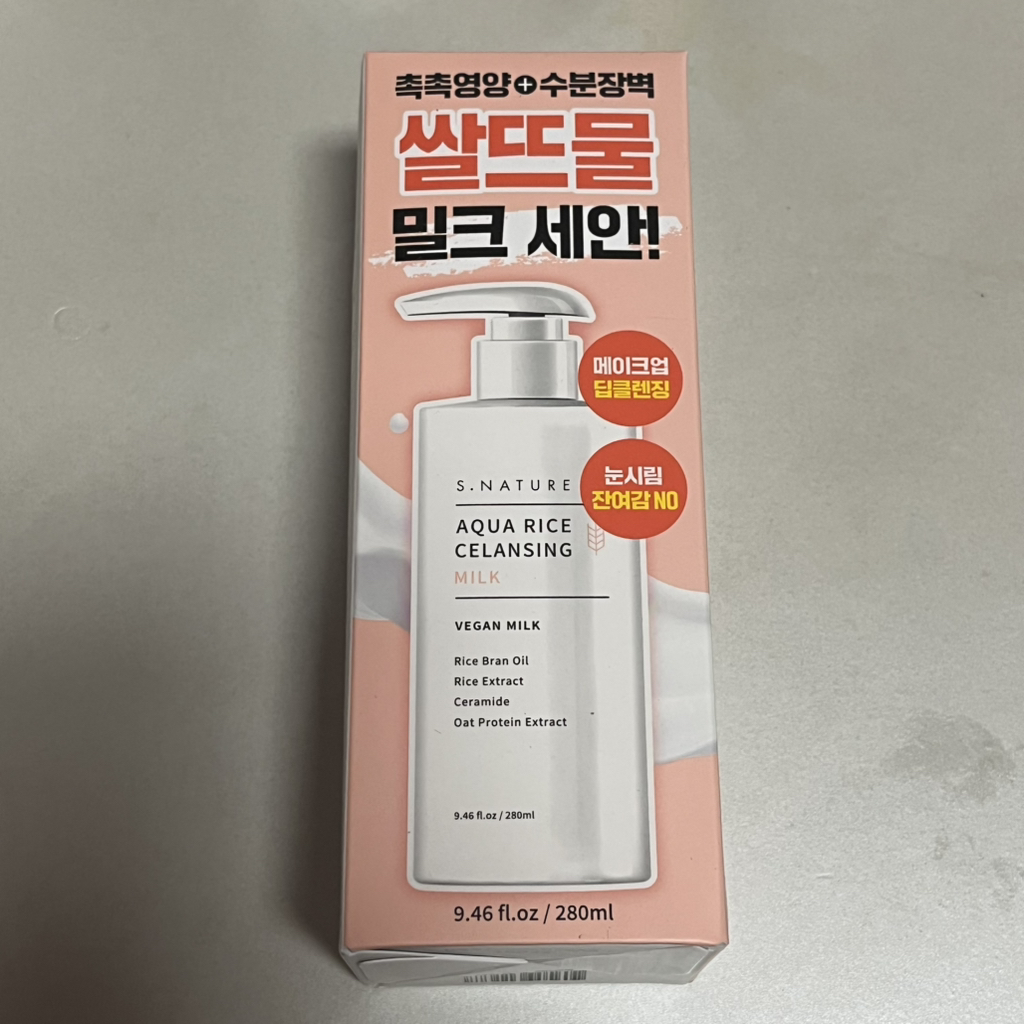 촉촉영양+수분장벽
쌀뜨물
밀크 세안!
메이크업
딥클렌징
눈시림
잔여감 NO
S.NATURE
AQUA RICE
CELANSING
MILK
VEGAN MILK
Rice Bran Oil
Rice Extract
Ceramide
Oat Protein Extract
9.46 fl.oz / 280ml
9.46 fl.oz / 280ml